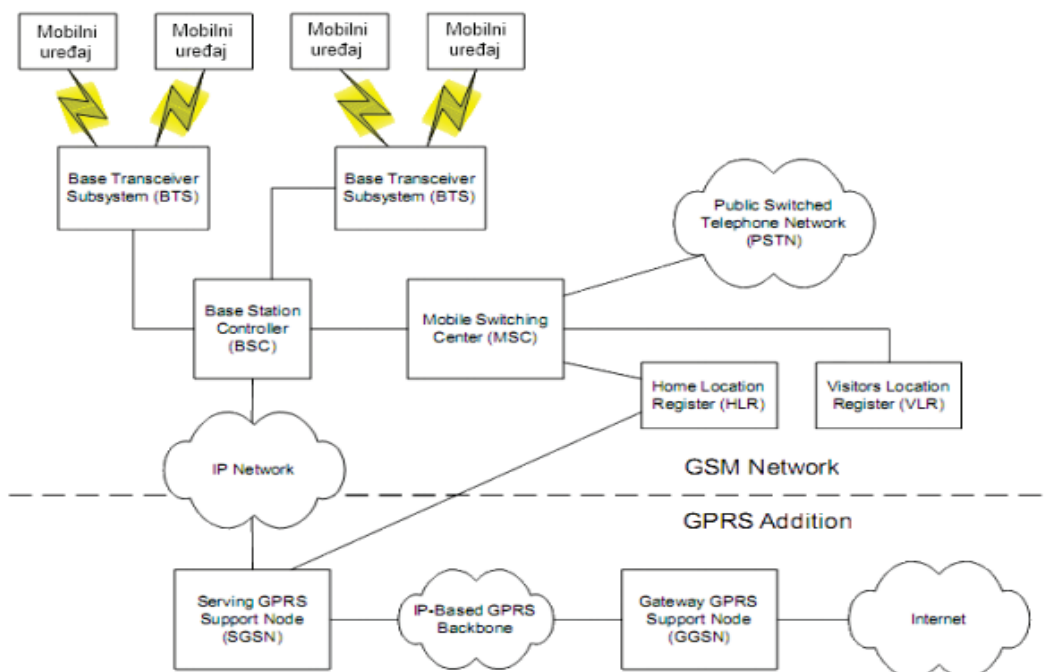 Mobilni
uređaj
Mobilni
uređaj
Mobilni
uređaj
Mobilni
uređaj
Base Transceiver
Subsystem (BTS)
Base Transceiver
Subsystem (BTS)
Public Switched
Telephone Network
(PSTN)
Base Station
Controller
(BSC)
Mobile Switching
Center (MSC)
Home Location
Register (HLR)
Visitors Location
Register (VLR)
IP Network
GSM Network
GPRS Addition
Serving GPRS
Support Node
(SGSN)
IP-Based GPRS
Backbone
Gateway GPRS
Support Node
(GGSN)
Internet